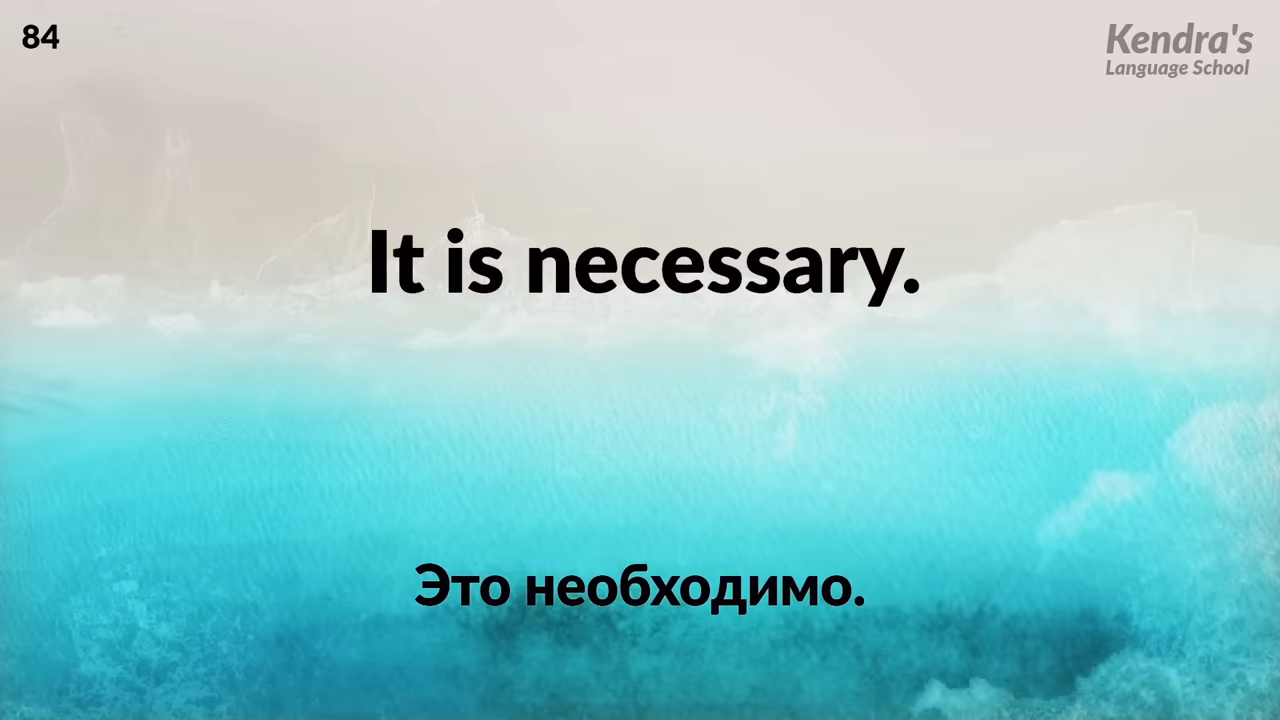 84
Kendra's
Language School
It is necessary.
Это необходимо.